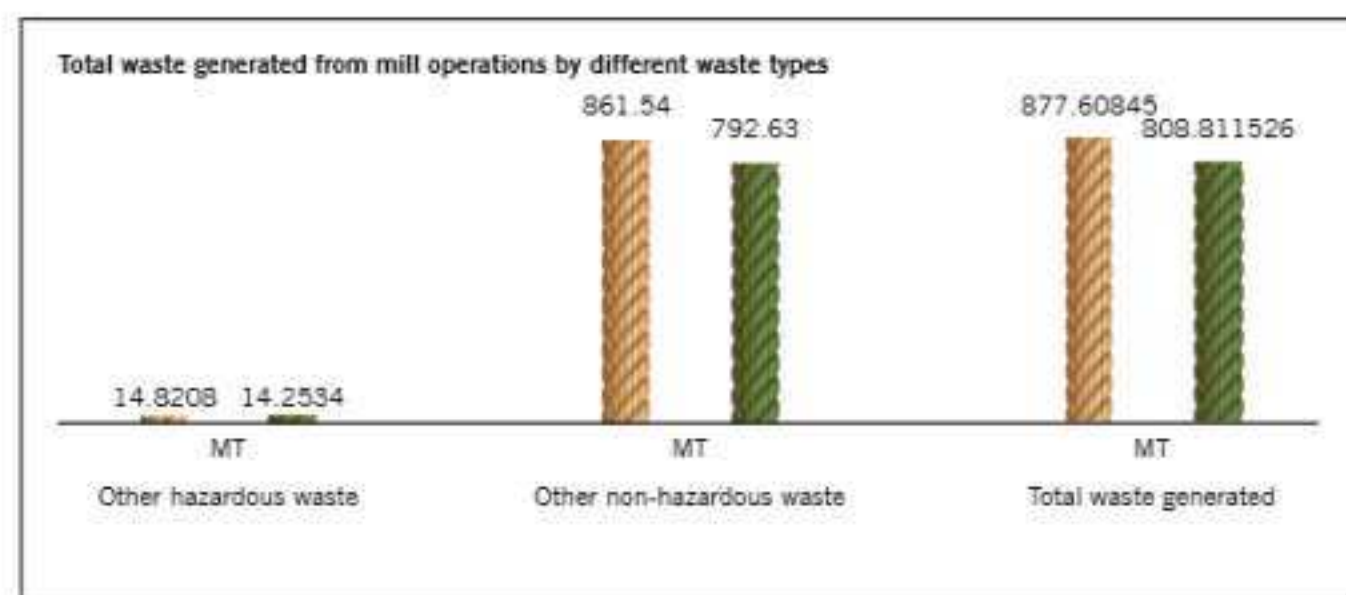 Total waste generated from mill operations by different waste types
861.54
877.60845
792.63
808.811526
14.8208 14.2534
MT MT MT
Other hazardous waste Other non-hazardous waste Total waste generated